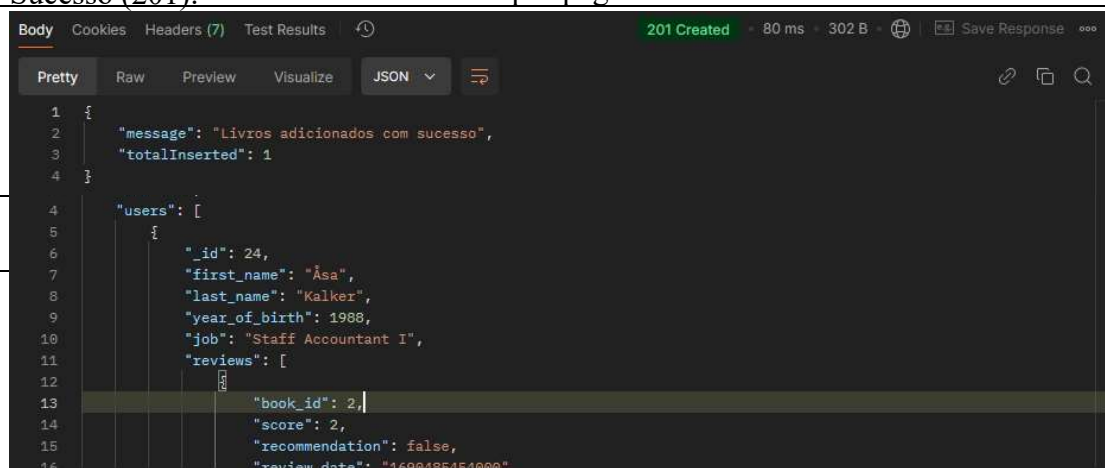 Sucesso (201).
Body Cookies Headers (7) Test Results 201 Created 80 ms 302 B Save Response
Pretty Raw Preview Visualize JSON
1 {
2 "message": "Livros adicionados com sucesso",
3 "totalInserted": 1
4 }
4 "users": [
5 {
6 "_id": 24,
7 "first_name": "Åsa",
8 "last_name": "Kalker",
9 "year_of_birth": 1988,
10 "job": "Staff Accountant I",
11 "reviews": [
12 {
13 "book_id": 2,
14 "score": 2,
15 "recommendation": false,
16 "review_date": "1690485454000"